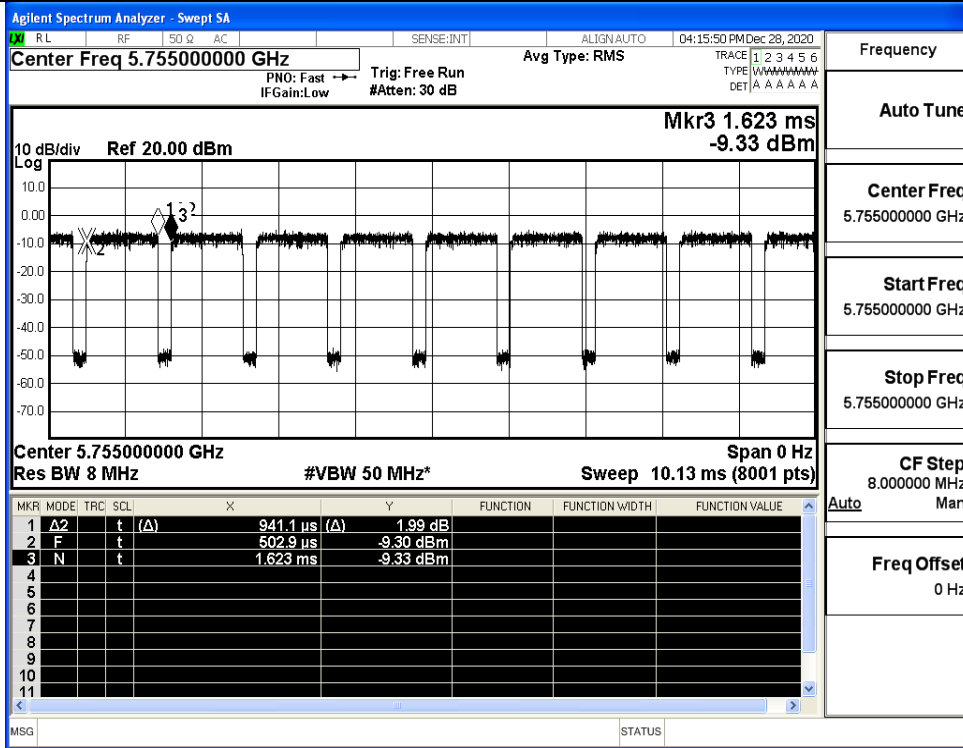 Agilent Spectrum Analyzer - Swept SA
LXI RL RF 50 Ω AC SENSE:INT ALIGN AUTO 04:15:50 PM Dec 28, 2020
Center Freq 5.755000000 GHz
PNO: Fast
IFGain:Low
Trig: Free Run
#Atten: 30 dB
Avg Type: RMS
TRACE 1 2 3 4 5 6
TYPE WWWWWW
DET A A A A A A
Mkr3 1.623 ms
-9.33 dBm
10 dB/div Ref 20.00 dBm
Log
10.0
0.00
-10.0
-20.0
-30.0
-40.0
-50.0
-60.0
-70.0
1
3
2
Center 5.755000000 GHz Span 0 Hz
Res BW 8 MHz #VBW 50 MHz* Sweep 10.13 ms (8001 pts)
MKR MODE TRC SCL X Y FUNCTION FUNCTION WIDTH FUNCTION VALUE
1 Δ2 t (Δ) 941.1 µs (Δ) 1.99 dB
2 F t 502.9 µs -9.30 dBm
3 N t 1.623 ms -9.33 dBm
4
5
6
7
8
9
10
11
MSG STATUS
Frequency
Auto Tune
Center Freq
5.755000000 GHz
Start Freq
5.755000000 GHz
Stop Freq
5.755000000 GHz
CF Step
8.000000 MHz
Auto Man
Freq Offset
0 Hz